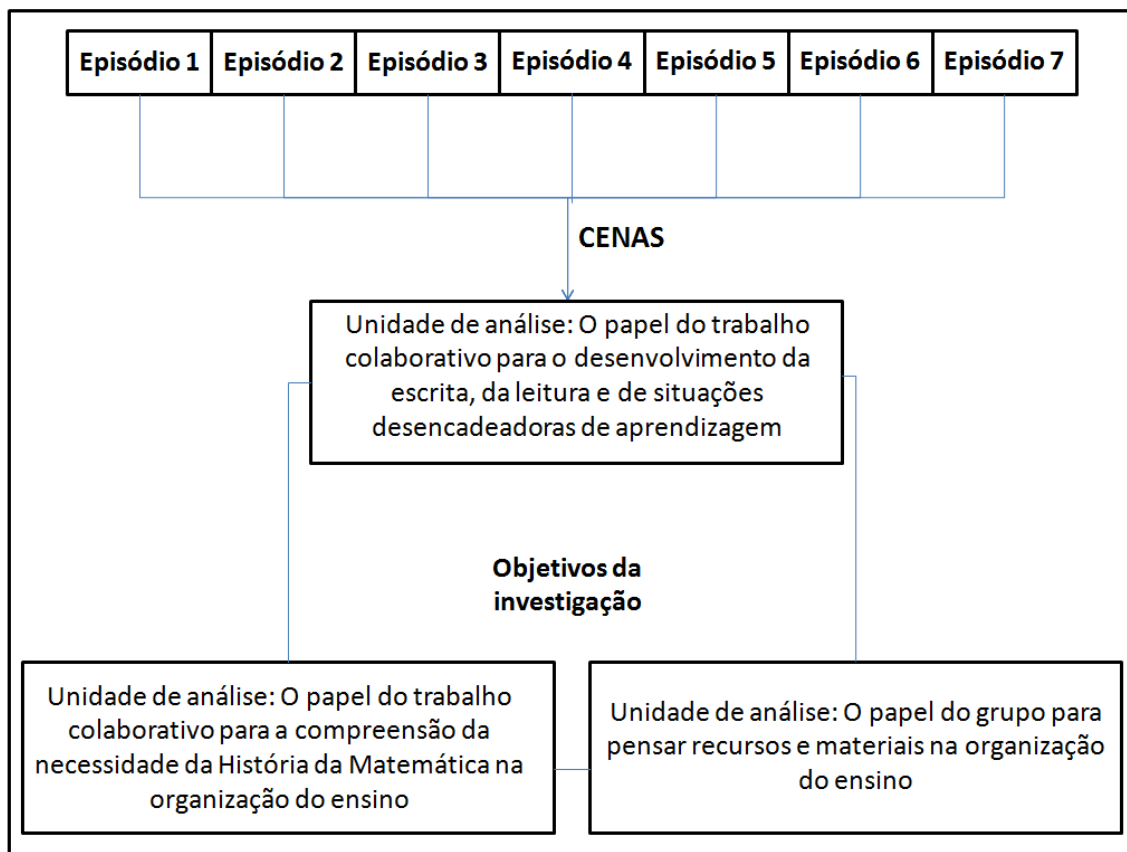 Episódio 1 Episódio 2 Episódio 3 Episódio 4 Episódio 5 Episódio 6 Episódio 7
CENAS
Unidade de análise: O papel do trabalho
colaborativo para o desenvolvimento da
escrita, da leitura e de situações
desencadeadoras de aprendizagem
Objetivos da
investigação
Unidade de análise: O papel do trabalho
colaborativo para a compreensão da
necessidade da História da Matemática na
organização do ensino
Unidade de análise: O papel do grupo para
pensar recursos e materiais na organização
do ensino